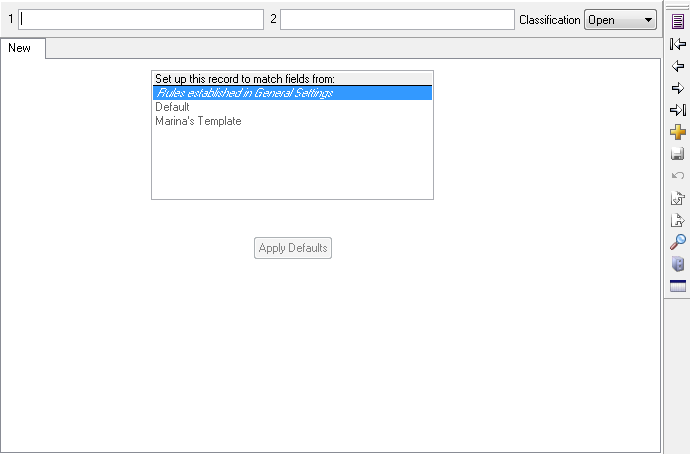 1 2 Classification Open
New
Set up this record to match fields from:
Rules established in General Settings
Default
Marina's Template
Apply Defaults